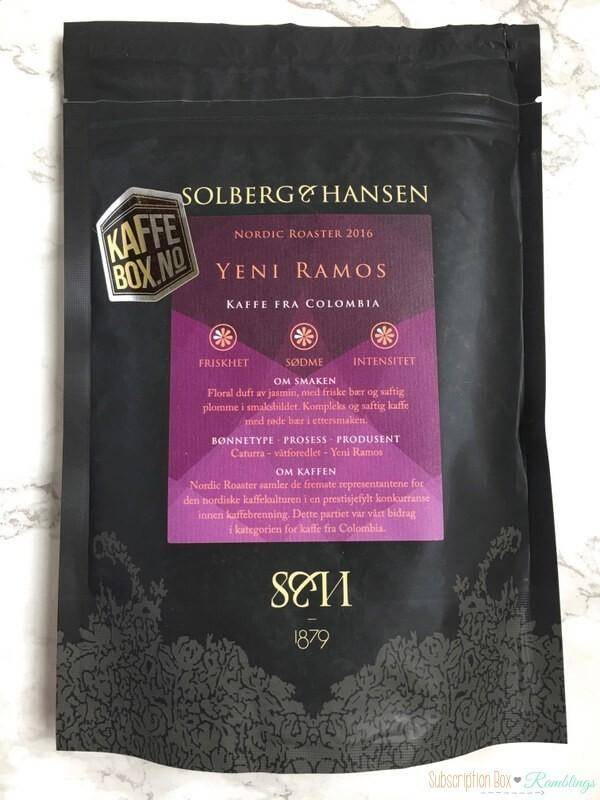 SOLBERG & HANSEN
KAFFE
BOX.NO
NORDIC ROASTER 2016
YENI RAMOS
KAFFE FRA COLOMBIA
FRISKHET SØDME INTENSITET
OM SMAKEN
Floral duft av jasmin, med friske bær og saftig
plomme i smaksbildet. Kompleks og saftig kaffe
med røde bær i ettersmaken.
BØNNETYPE · PROSESS · PRODUSENT
Caturra - våtforedlet - Yeni Ramos
OM KAFFEN
Nordic Roaster samler de fremste representantene for
den nordiske kaffekulturen i en prestisjefylt konkurranse
innen kaffebrenning. Dette partiet var vårt bidrag
i kategorien for kaffe fra Colombia.
S&H
1879
Subscription Box ♥ Ramblings